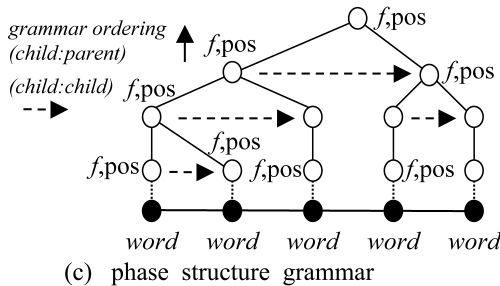 grammar ordering
(child:parent)
(child:child)
f,pos
f,pos
f,pos
f,pos
f,pos
f,pos
f,pos
f,pos
word word word word word
(c) phase structure grammar